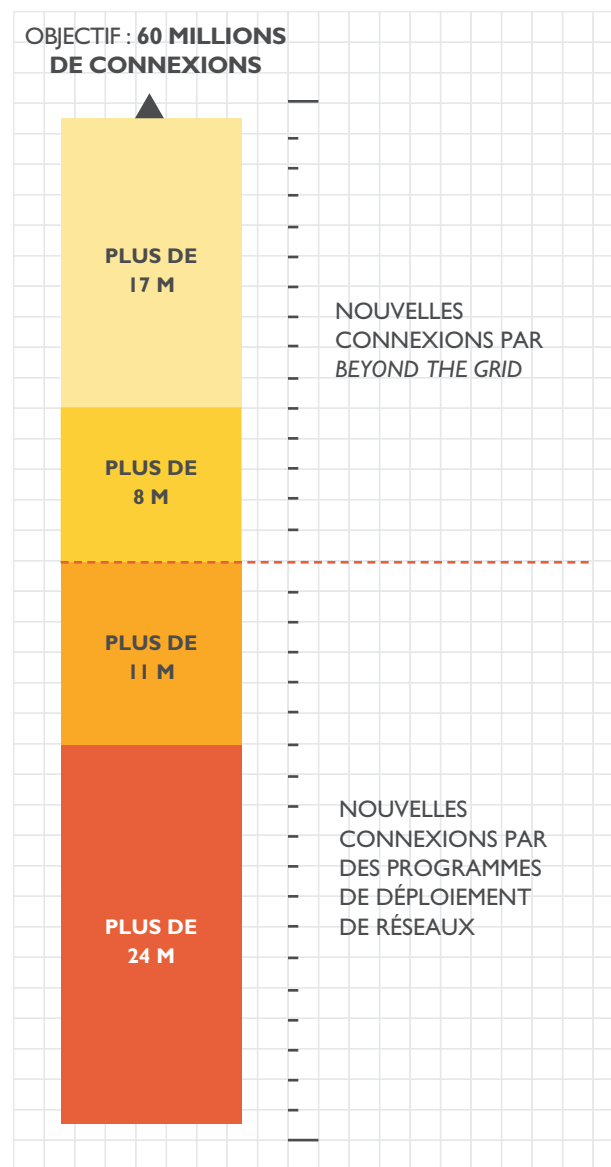 OBJECTIF : 60 MILLIONS
DE CONNEXIONS
PLUS DE
17 M
NOUVELLES
CONNEXIONS PAR
BEYOND THE GRID
PLUS DE
8 M
PLUS DE
11 M
NOUVELLES
CONNEXIONS PAR
DES PROGRAMMES
DE DÉPLOIEMENT
DE RÉSEAUX
PLUS DE
24 M